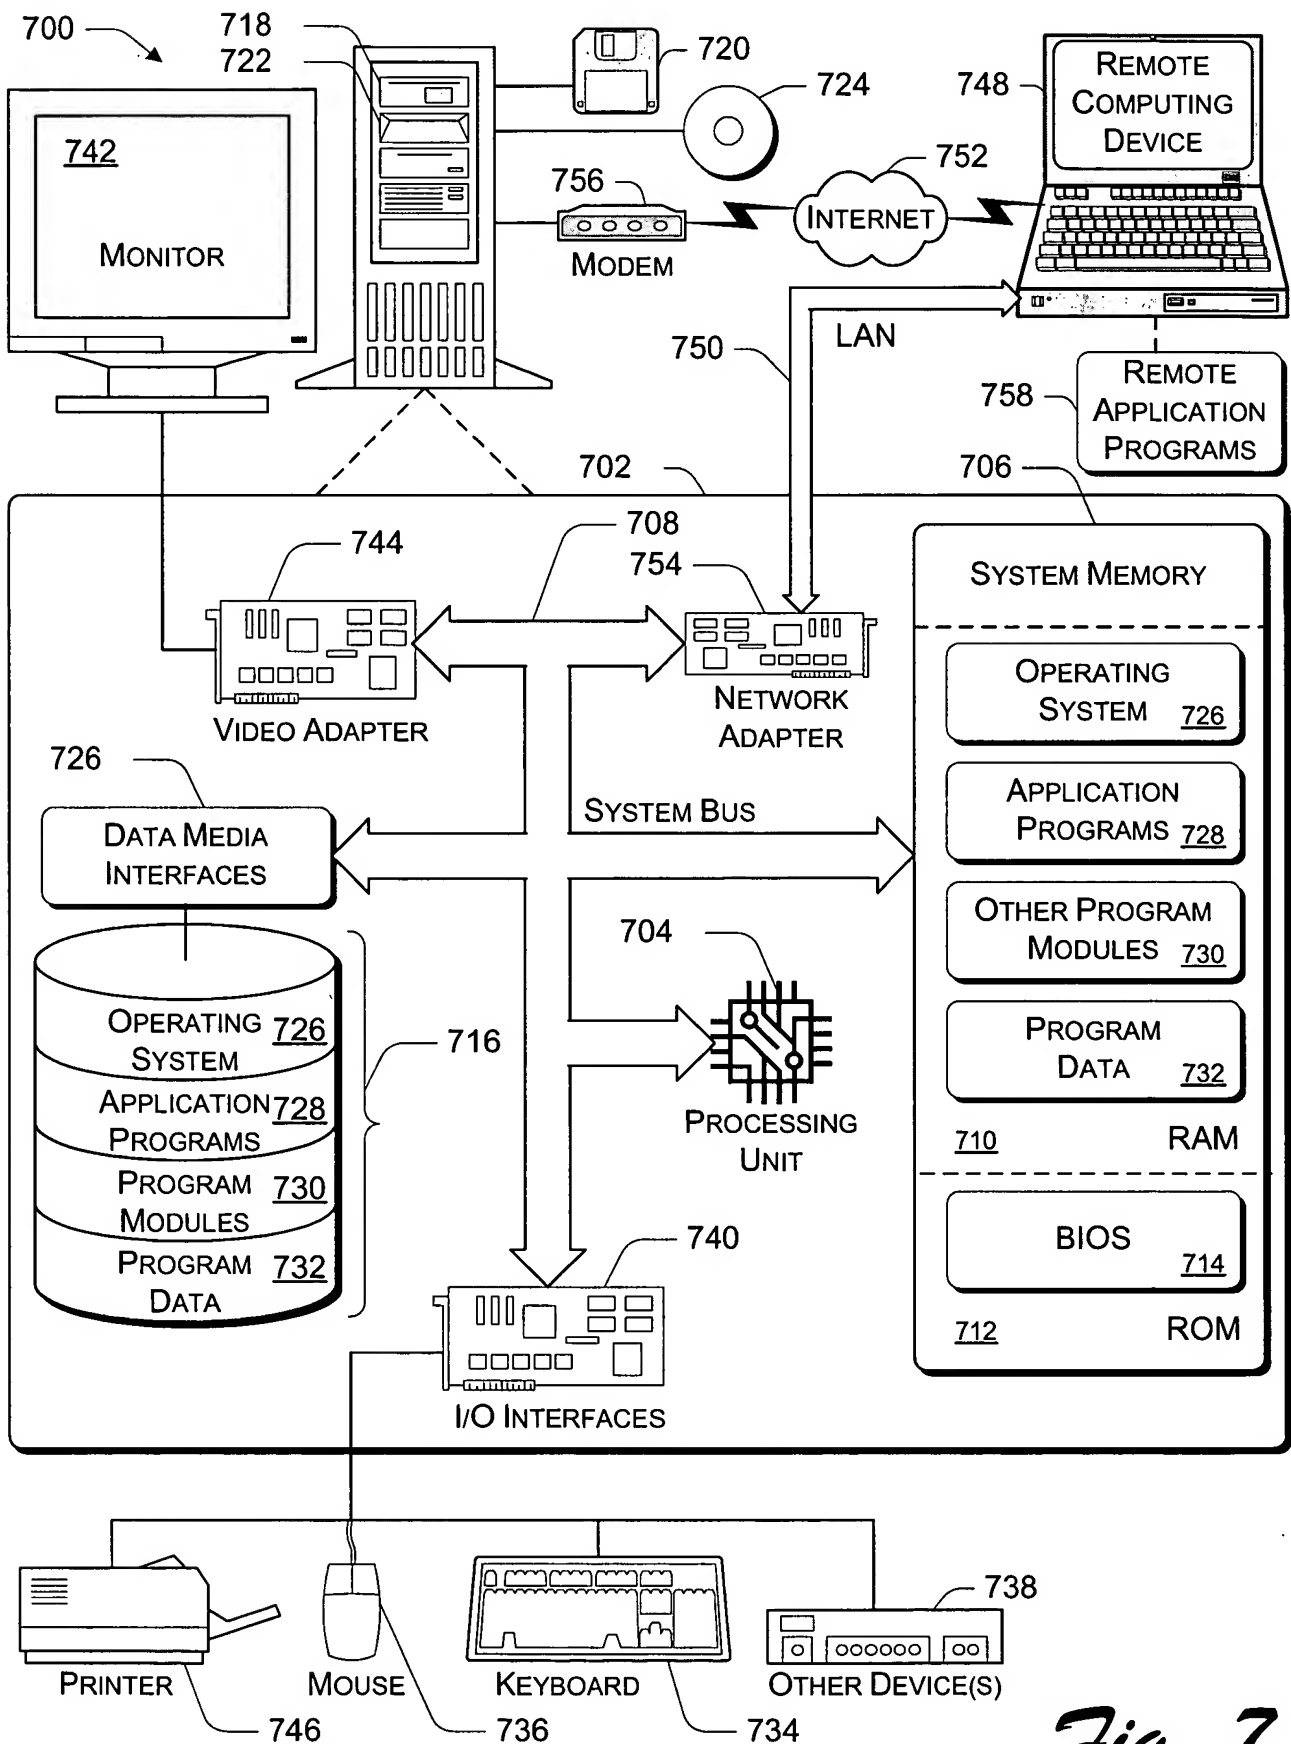 700
718
722
720
724
748
REMOTE
COMPUTING
DEVICE
742
MONITOR
756
MODEM
752
INTERNET
750
LAN
758
REMOTE
APPLICATION
PROGRAMS
702
706
708
744
754
VIDEO ADAPTER
NETWORK
ADAPTER
SYSTEM MEMORY
OPERATING
SYSTEM 726
APPLICATION
PROGRAMS 728
OTHER PROGRAM
MODULES 730
PROGRAM
DATA 732
710 RAM
BIOS
714
712 ROM
726
DATA MEDIA
INTERFACES
SYSTEM BUS
704
PROCESSING
UNIT
OPERATING 726
SYSTEM
APPLICATION 728
PROGRAMS
PROGRAM 730
MODULES
PROGRAM 732
DATA
716
740
I/O INTERFACES
PRINTER
746
MOUSE
736
KEYBOARD
734
738
OTHER DEVICE(S)
Fig. 7